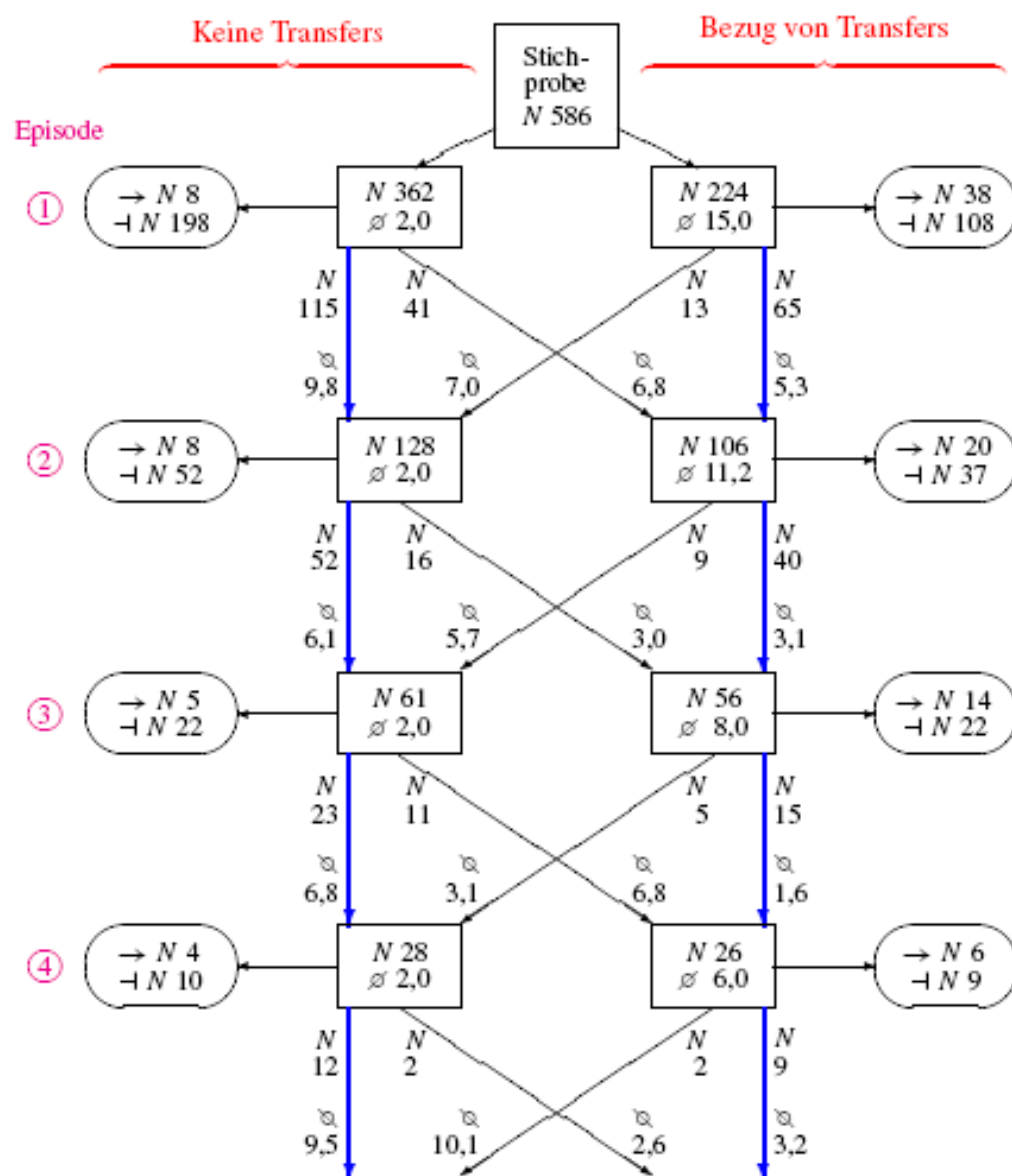 Keine Transfers
Bezug von Transfers
Stich-
probe
N 586
Episode
1
→ N 8
⊣ N 198
N 362
⌀ 2,0
N 224
⌀ 15,0
→ N 38
⊣ N 108
N
115
N
41
N
13
N
65
⌀
9,8
⌀
7,0
⌀
6,8
⌀
5,3
2
→ N 8
⊣ N 52
N 128
⌀ 2,0
N 106
⌀ 11,2
→ N 20
⊣ N 37
N
52
N
16
N
9
N
40
⌀
6,1
⌀
5,7
⌀
3,0
⌀
3,1
3
→ N 5
⊣ N 22
N 61
⌀ 2,0
N 56
⌀ 8,0
→ N 14
⊣ N 22
N
23
N
11
N
5
N
15
⌀
6,8
⌀
3,1
⌀
6,8
⌀
1,6
4
→ N 4
⊣ N 10
N 28
⌀ 2,0
N 26
⌀ 6,0
→ N 6
⊣ N 9
N
12
N
2
N
2
N
9
⌀
9,5
⌀
10,1
⌀
2,6
⌀
3,2